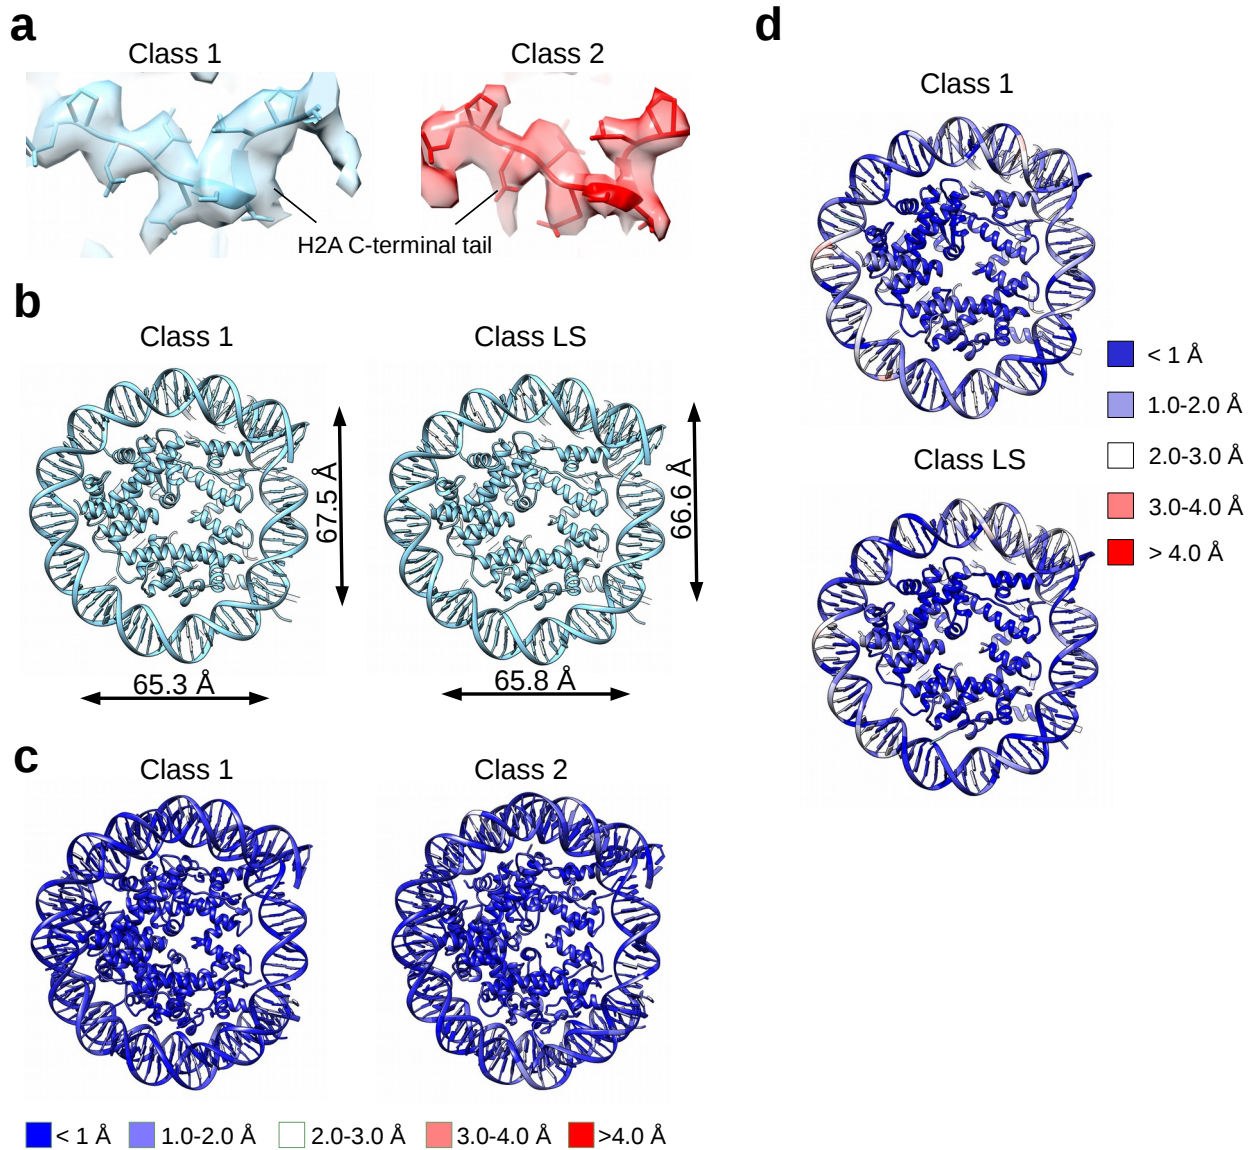 a
Class 1
Class 2
H2A C-terminal tail
b
Class 1
Class LS
67.5 Å
66.6 Å
65.3 Å
65.8 Å
c
Class 1
Class 2
< 1 Å
1.0-2.0 Å
2.0-3.0 Å
3.0-4.0 Å
>4.0 Å
d
Class 1
< 1 Å
1.0-2.0 Å
2.0-3.0 Å
3.0-4.0 Å
> 4.0 Å
Class LS